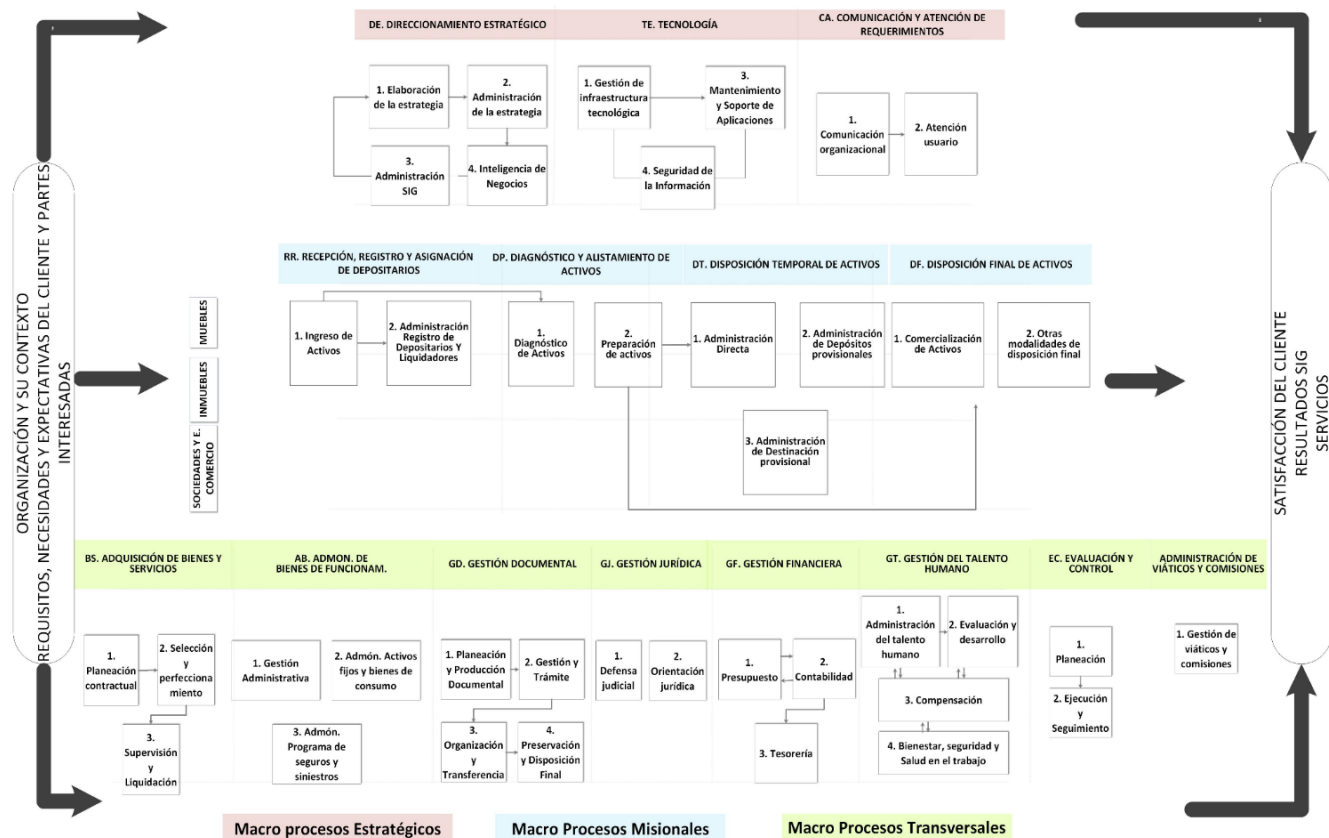 DE. DIRECCIONAMIENTO ESTRATÉGICO
TE. TECNOLOGÍA
CA. COMUNICACIÓN Y ATENCIÓN DE
REQUERIMIENTOS
1. Elaboración
de la estrategia
2.
Administración
de la estrategia
3.
Administración
SIG
4. Inteligencia de
Negocios
1. Gestión de
infraestructura
tecnológica
3.
Mantenimiento
y Soporte de
Aplicaciones
4. Seguridad de
la Información
1.
Comunicación
organizacional
2. Atención
usuario
ORGANIZACIÓN Y SU CONTEXTO
REQUISITOS, NECESIDADES Y EXPECTATIVAS DEL CLIENTE Y PARTES
INTERESADAS
MUEBLES
INMUEBLES
SOCIEDADES Y E.
COMERCIO
RR. RECEPCIÓN, REGISTRO Y ASIGNACIÓN
DE DEPOSITARIOS
DP. DIAGNÓSTICO Y ALISTAMIENTO DE
ACTIVOS
DT. DISPOSICIÓN TEMPORAL DE ACTIVOS
DF. DISPOSICIÓN FINAL DE ACTIVOS
1. Ingreso de
Activos
2. Administración
Registro de
Depositarios Y
Liquidadores
1.
Diagnóstico
de Activos
2.
Preparación
de activos
1. Administración
Directa
2. Administración
de Depósitos
provisionales
3. Administración
de Destinación
provisional
1. Comercialización
de Activos
2. Otras
modalidades de
disposición final
SATISFACCIÓN DEL CLIENTE
RESULTADOS SIG
SERVICIOS
BS. ADQUISICIÓN DE BIENES Y
SERVICIOS
AB. ADMON. DE
BIENES DE FUNCIONAM.
GD. GESTIÓN DOCUMENTAL
GJ. GESTIÓN JURÍDICA
GF. GESTIÓN FINANCIERA
GT. GESTIÓN DEL TALENTO
HUMANO
EC. EVALUACIÓN Y
CONTROL
ADMINISTRACIÓN DE
VIÁTICOS Y COMISIONES
1.
Planeación
contractual
2. Selección
y
perfecciona
miento
3.
Supervisión
y
Liquidación
1. Gestión
Administrativa
2. Admón. Activos
fijos y bienes de
consumo
3. Admón.
Programa de
seguros y
siniestros
1. Planeación
y Producción
Documental
2. Gestión y
Trámite
3.
Organización
y
Transferencia
4.
Preservación
y Disposición
Final
1.
Defensa
judicial
2.
Orientación
jurídica
1.
Presupuesto
2.
Contabilidad
3. Tesorería
1.
Administración
del talento
humano
2. Evaluación y
desarrollo
3. Compensación
4. Bienestar, seguridad y
Salud en el trabajo
1.
Planeación
2. Ejecución
y
Seguimiento
1. Gestión de
viáticos y
comisiones
Macro procesos Estratégicos
Macro Procesos Misionales
Macro Procesos Transversales